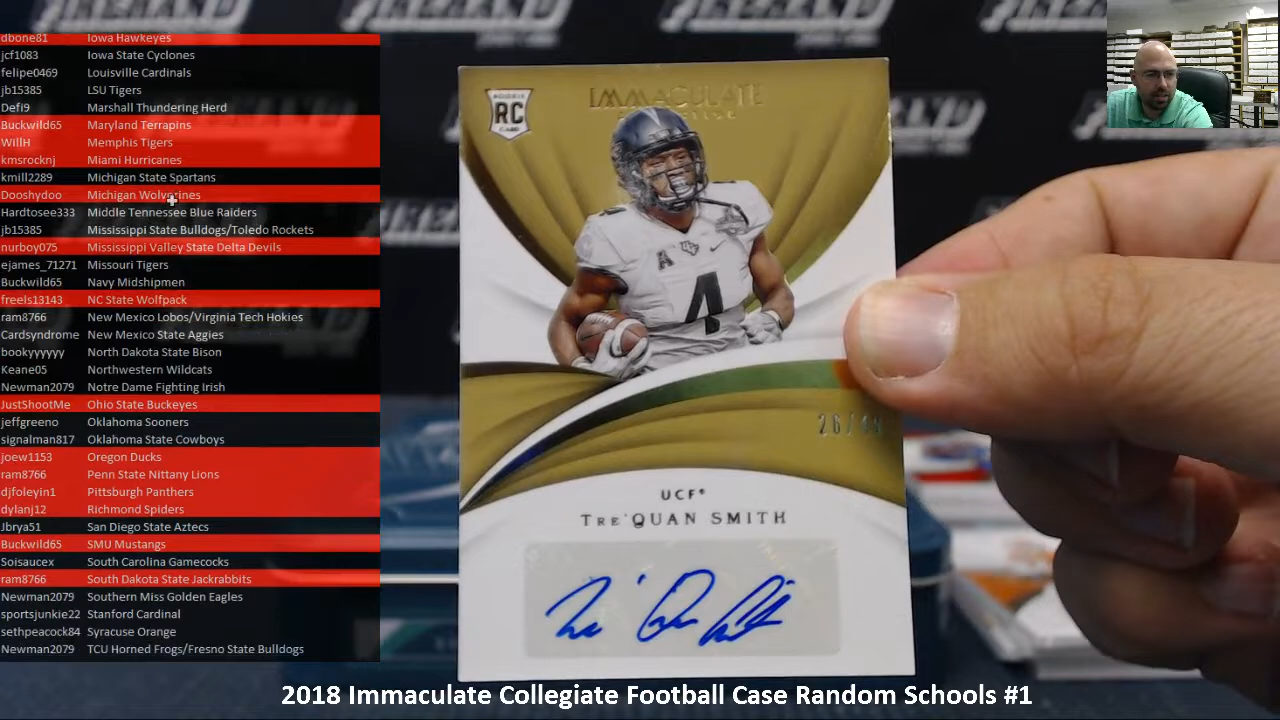 dbone81 Iowa Hawkeyes
jcf1083 Iowa State Cyclones
felipe0469 Louisville Cardinals
jb15385 LSU Tigers
Defi9 Marshall Thundering Herd
Buckwild65 Maryland Terrapins
WillH Memphis Tigers
kmsrocknj Miami Hurricanes
kmill2289 Michigan State Spartans
Dooshydoo Michigan Wolverines
Hardtosee333 Middle Tennessee Blue Raiders
jb15385 Mississippi State Bulldogs/Toledo Rockets
nurboy075 Mississippi Valley State Delta Devils
ejames_71271 Missouri Tigers
Buckwild65 Navy Midshipmen
freels13143 NC State Wolfpack
ram8766 New Mexico Lobos/Virginia Tech Hokies
Cardsyndrome New Mexico State Aggies
bookyyyyyy North Dakota State Bison
Keane05 Northwestern Wildcats
Newman2079 Notre Dame Fighting Irish
JustShootMe Ohio State Buckeyes
jeffgreeno Oklahoma Sooners
signalman817 Oklahoma State Cowboys
joew1153 Oregon Ducks
ram8766 Penn State Nittany Lions
djfoleyin1 Pittsburgh Panthers
dylanj12 Richmond Spiders
Jbrya51 San Diego State Aztecs
Buckwild65 SMU Mustangs
Soisaucex South Carolina Gamecocks
ram8766 South Dakota State Jackrabbits
Newman2079 Southern Miss Golden Eagles
sportsjunkie22 Stanford Cardinal
sethpeacock84 Syracuse Orange
Newman2079 TCU Horned Frogs/Fresno State Bulldogs
ROOKIE
RC
CARD
IMMACULATE
UCF
4
UCF
TRE'QUAN SMITH
2018 Immaculate Collegiate Football Case Random Schools #1